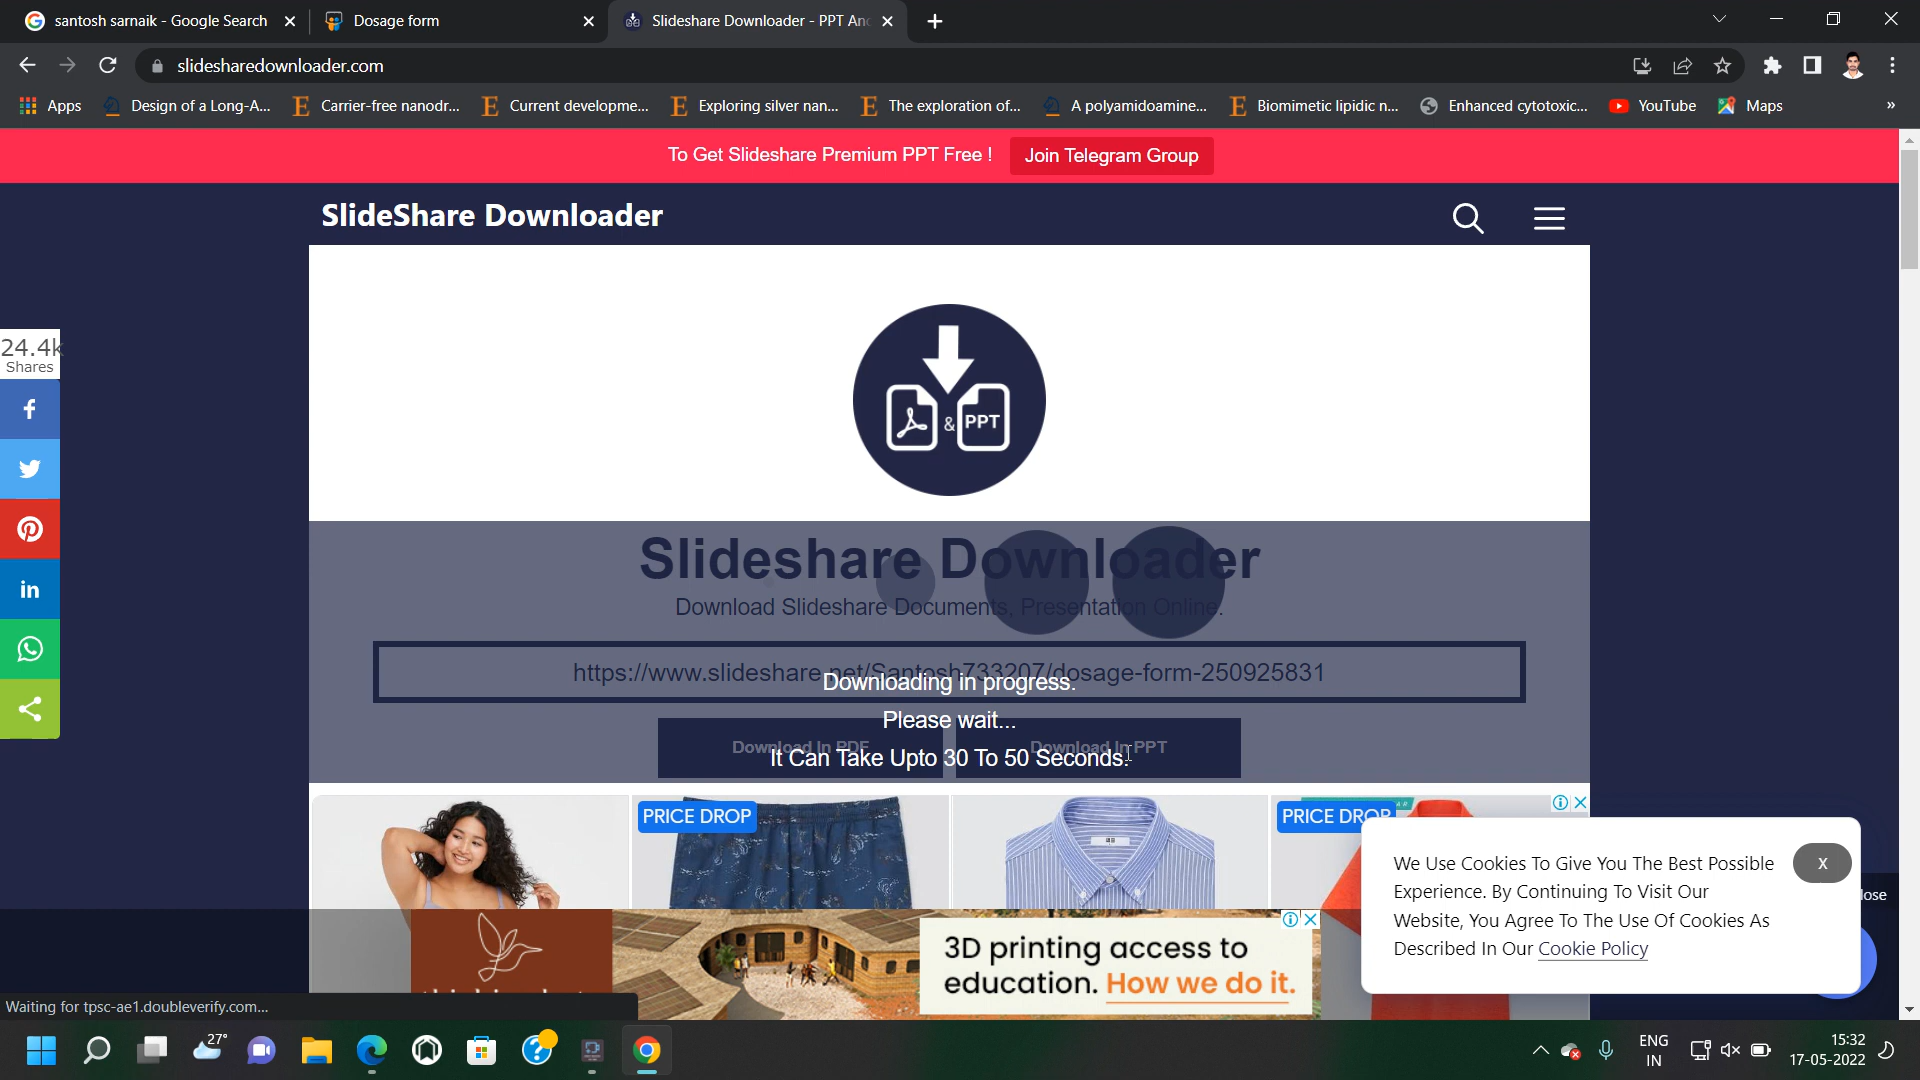 santosh sarnaik - Google Search
Dosage form
Slideshare Downloader - PPT An
slidesharedownloader.com
Apps
Design of a Long-A...
Carrier-free nanodr...
Current developme...
Exploring silver nan...
The exploration of...
A polyamidoamine...
Biomimetic lipidic n...
Enhanced cytotoxic...
YouTube
Maps
»
To Get Slideshare Premium PPT Free !
Join Telegram Group
SlideShare Downloader
24.4k
Shares
& PPT
Slideshare Downloader
Download Slideshare Documents, Presentation Online.
https://www.slideshare.net/Santosh733207/dosage-form-250925831
Downloading in progress.
Please wait...
Download In PDF
Download In PPT
It Can Take Upto 30 To 50 Seconds.
PRICE DROP
PRICE DROP
We Use Cookies To Give You The Best Possible
Experience. By Continuing To Visit Our
Website, You Agree To The Use Of Cookies As
Described In Our Cookie Policy
X
lose
3D printing access to
education. How we do it.
Waiting for tpsc-ae1.doubleverify.com...
27°
ENG
IN
15:32
17-05-2022